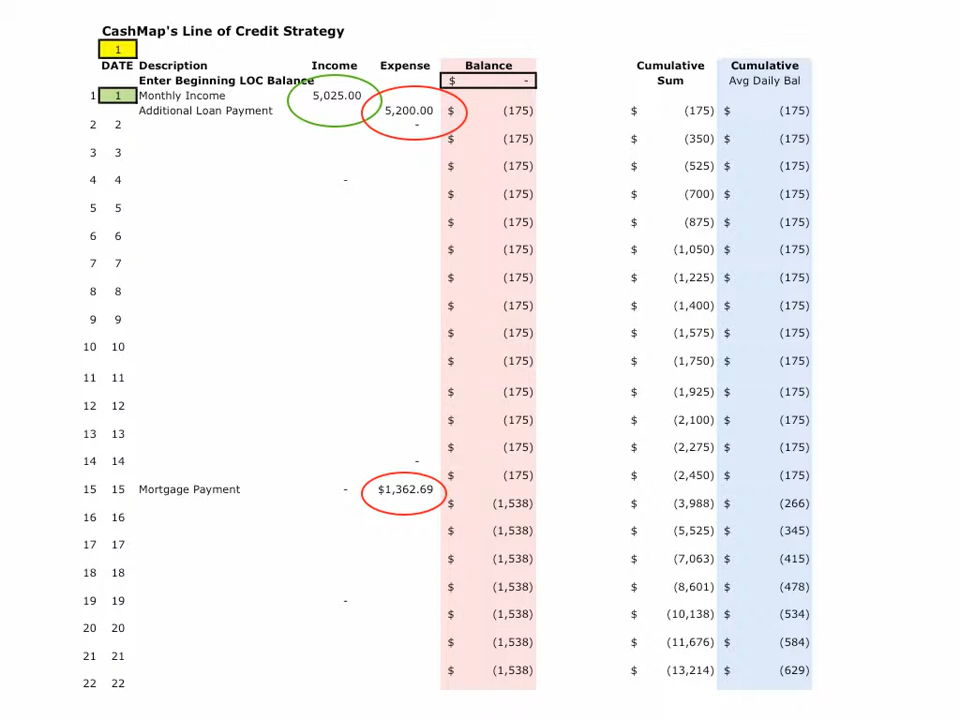 CashMap's Line of Credit Strategy
1
DATE Description Income Expense Balance Cumulative Cumulative
Enter Beginning LOC Balance $ - Sum Avg Daily Bal
1 1 Monthly Income 5,025.00
Additional Loan Payment 5,200.00 $ (175) $ (175) $ (175)
2 2 -
$ (175) $ (350) $ (175)
3 3
$ (175) $ (525) $ (175)
4 4 -
$ (175) $ (700) $ (175)
5 5
$ (175) $ (875) $ (175)
6 6
$ (175) $ (1,050) $ (175)
7 7
$ (175) $ (1,225) $ (175)
8 8
$ (175) $ (1,400) $ (175)
9 9
$ (175) $ (1,575) $ (175)
10 10
$ (175) $ (1,750) $ (175)
11 11
$ (175) $ (1,925) $ (175)
12 12
$ (175) $ (2,100) $ (175)
13 13
$ (175) $ (2,275) $ (175)
14 14 -
$ (175) $ (2,450) $ (175)
15 15 Mortgage Payment - $1,362.69
$ (1,538) $ (3,988) $ (266)
16 16
$ (1,538) $ (5,525) $ (345)
17 17
$ (1,538) $ (7,063) $ (415)
18 18
$ (1,538) $ (8,601) $ (478)
19 19 -
$ (1,538) $ (10,138) $ (534)
20 20
$ (1,538) $ (11,676) $ (584)
21 21
$ (1,538) $ (13,214) $ (629)
22 22